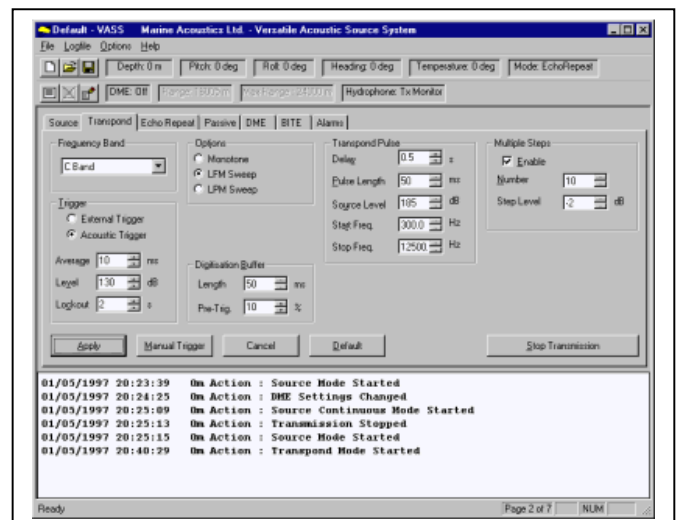 Default - VASS Marine Acoustics Ltd. - Versatile Acoustic Source System
File Logfile Options Help
Depth: 0 m Pitch: 0 deg Roll: 0 deg Heading: 0 deg Temperature: 0 deg Mode: EchoRepeat
DME: Off Range: Max Range: Hydrophone: Tx Monitor
Source Transpond Echo Repeat Passive DME BITE Alarms
Frequency Band Options Transpond Pulse Multiple Steps
C Band Monotone Delay 0.5 s Enable
LFM Sweep Pulse Length 50 ms Number 10
Trigger LPM Sweep Source Level 185 dB Step Level -2 dB
External Trigger Start Freq. 300.0 Hz
Acoustic Trigger Stop Freq. 12500. Hz
Average 10 ms Digitisation Buffer
Level 130 dB Length 50 ms
Lockout 2 s Pre-Trig. 10 %
Apply Manual Trigger Cancel Default Stop Transmission
01/05/1997 20:23:39 0m Action : Source Mode Started
01/05/1997 20:24:25 0m Action : DME Settings Changed
01/05/1997 20:25:09 0m Action : Source Continuous Mode Started
01/05/1997 20:25:13 0m Action : Transmission Stopped
01/05/1997 20:25:15 0m Action : Source Mode Started
01/05/1997 20:40:29 0m Action : Transpond Mode Started
Ready Page 2 of 7 NUM